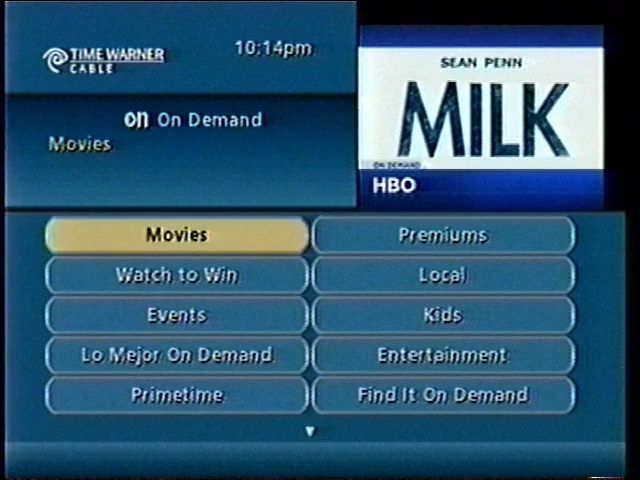 TIME WARNER
CABLE
10:14pm
on On Demand
Movies
SEAN PENN
MILK
ON DEMAND
HBO
Movies
Premiums
Watch to Win
Local
Events
Kids
Lo Mejor On Demand
Entertainment
Primetime
Find It On Demand